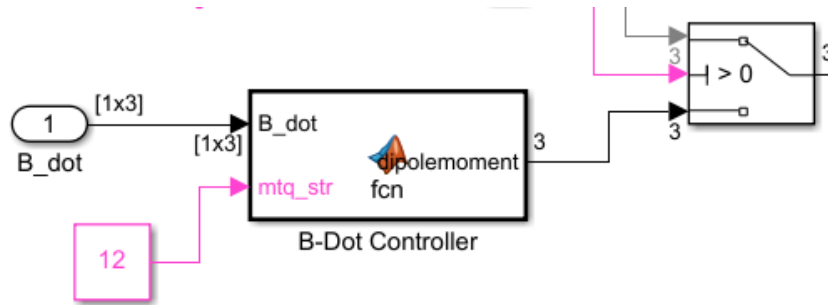 3
3
> 0
3
[1x3]
1
B_dot
[1x3]
B_dot
mtq_str
dipolemoment
fcn
3
B-Dot Controller
12